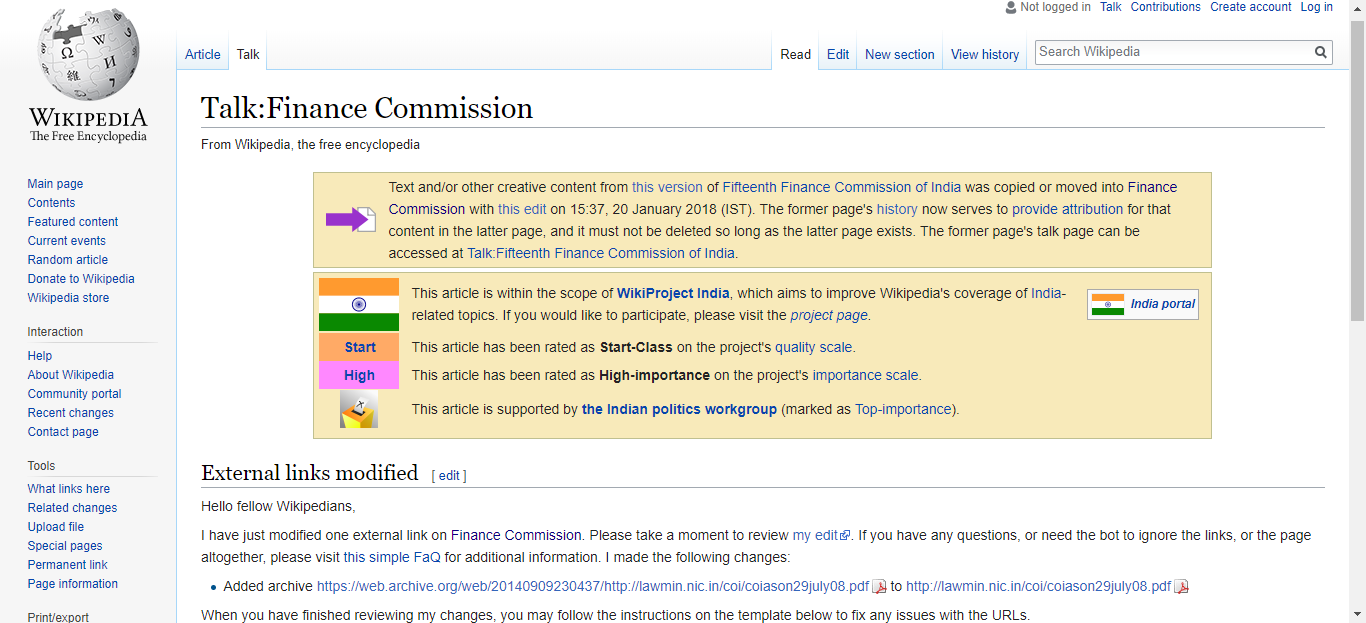 Not logged in Talk Contributions Create account Log in
Article Talk Read Edit New section View history Search Wikipedia
WIKIPEDIA
The Free Encyclopedia
Main page
Contents
Featured content
Current events
Random article
Donate to Wikipedia
Wikipedia store
Interaction
Help
About Wikipedia
Community portal
Recent changes
Contact page
Tools
What links here
Related changes
Upload file
Special pages
Permanent link
Page information
Print/export
Talk:Finance Commission
From Wikipedia, the free encyclopedia
Text and/or other creative content from this version of Fifteenth Finance Commission of India was copied or moved into Finance
Commission with this edit on 15:37, 20 January 2018 (IST). The former page's history now serves to provide attribution for that
content in the latter page, and it must not be deleted so long as the latter page exists. The former page's talk page can be
accessed at Talk:Fifteenth Finance Commission of India.
This article is within the scope of WikiProject India, which aims to improve Wikipedia's coverage of India-
related topics. If you would like to participate, please visit the project page.
India portal
Start This article has been rated as Start-Class on the project's quality scale.
High This article has been rated as High-importance on the project's importance scale.
This article is supported by the Indian politics workgroup (marked as Top-importance).
External links modified [ edit ]
Hello fellow Wikipedians,
I have just modified one external link on Finance Commission. Please take a moment to review my edit. If you have any questions, or need the bot to ignore the links, or the page
altogether, please visit this simple FaQ for additional information. I made the following changes:
• Added archive https://web.archive.org/web/20140909230437/http://lawmin.nic.in/coi/coiason29july08.pdf to http://lawmin.nic.in/coi/coiason29july08.pdf
When you have finished reviewing my changes, you may follow the instructions on the template below to fix any issues with the URLs.